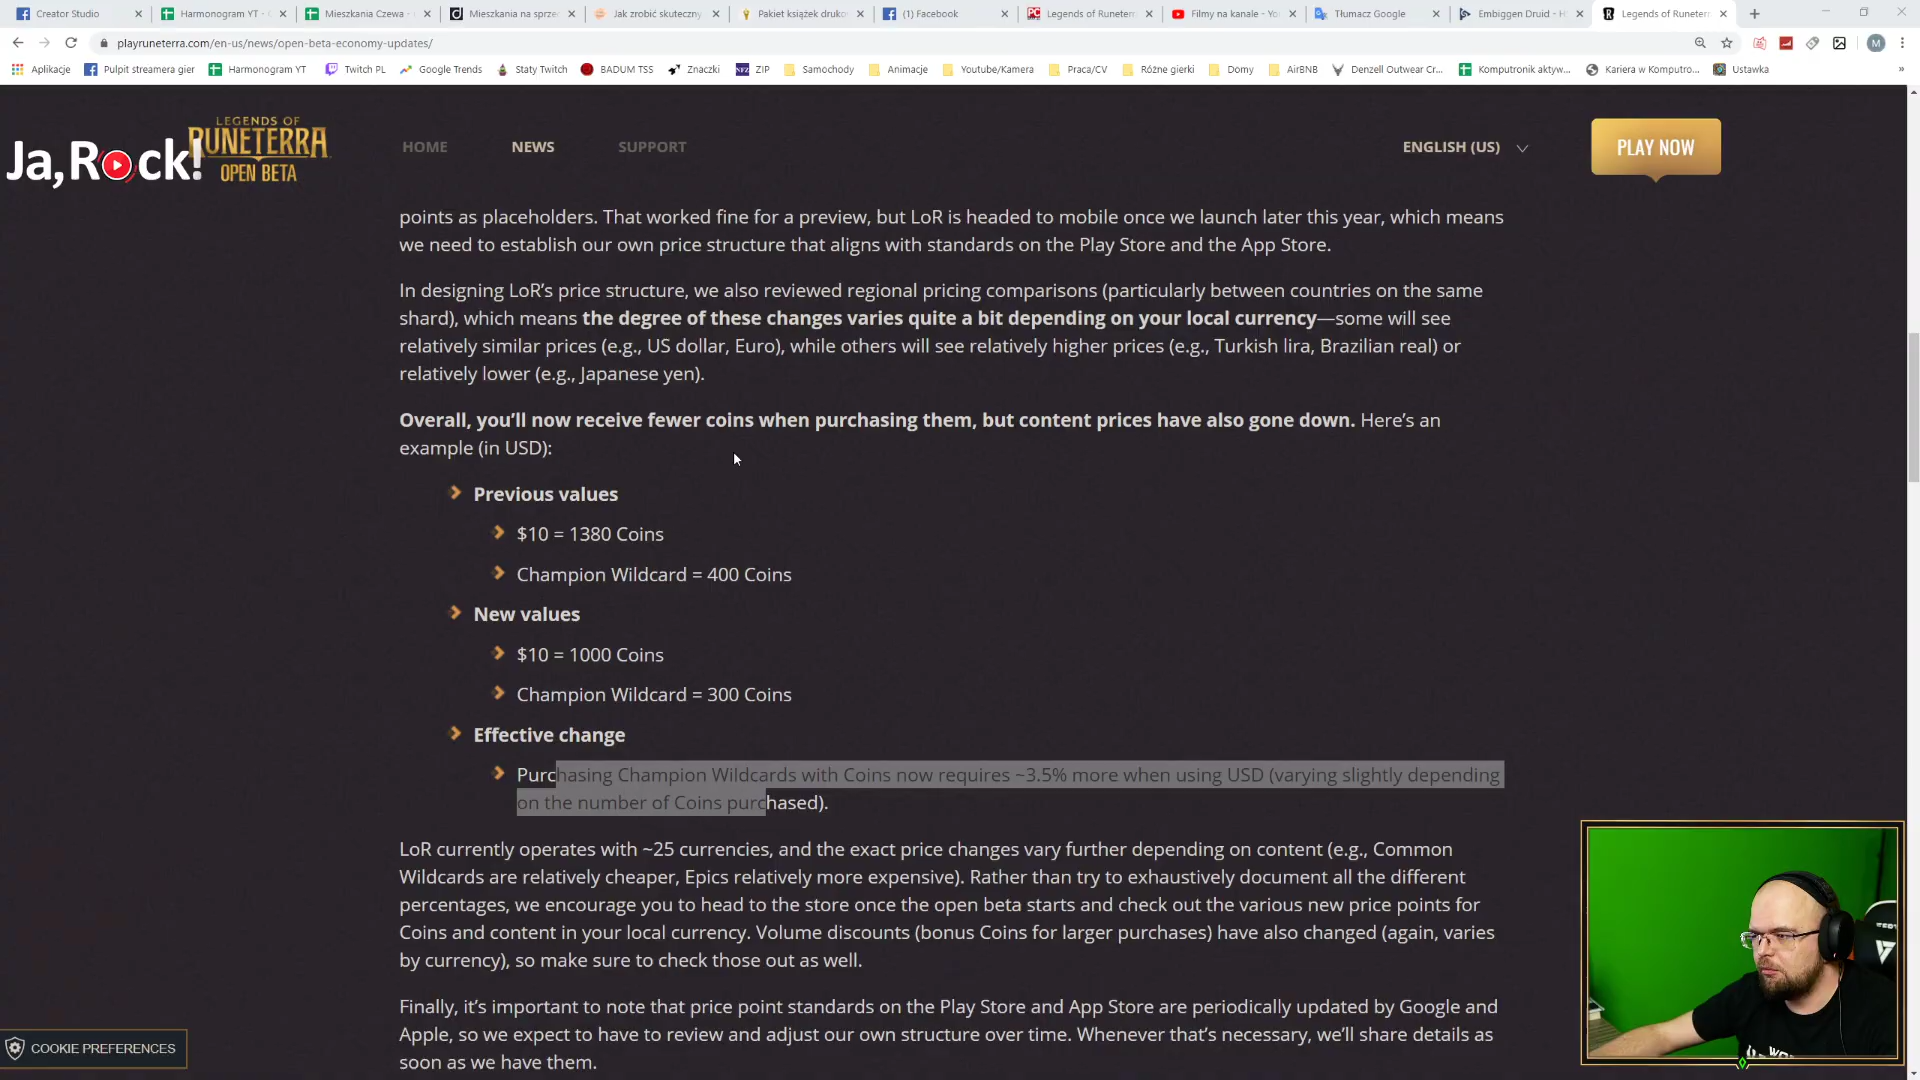 Creator Studio
Harmonogram YT - C
Mieszkania Czewa -
Mieszkania na sprze
Jak zrobić skuteczny
Pakiet książek druko
(1) Facebook
Legends of Runeterra
Filmy na kanale - Yo
Tłumacz Google
Embiggen Druid - H
Legends of Runeterr
playruneterra.com/en-us/news/open-beta-economy-updates/
M
Aplikacje
Pulpit streamera gier
Harmonogram YT
Twitch PL
Google Trends
Staty Twitch
BADUM TSS
Znaczki
ZIP
Samochody
Animacje
Youtube/Kamera
Praca/CV
Różne gierki
Domy
AirBNB
Denzell Outwear Cr...
Komputronik aktyw...
Kariera w Komputro...
Ustawka
Ja,Rock!
LEGENDS OF
RUNETERRA
OPEN BETA
HOME
NEWS
SUPPORT
ENGLISH (US)
PLAY NOW
points as placeholders. That worked fine for a preview, but LoR is headed to mobile once we launch later this year, which means
we need to establish our own price structure that aligns with standards on the Play Store and the App Store.
In designing LoR’s price structure, we also reviewed regional pricing comparisons (particularly between countries on the same
shard), which means the degree of these changes varies quite a bit depending on your local currency—some will see
relatively similar prices (e.g., US dollar, Euro), while others will see relatively higher prices (e.g., Turkish lira, Brazilian real) or
relatively lower (e.g., Japanese yen).
Overall, you’ll now receive fewer coins when purchasing them, but content prices have also gone down. Here’s an
example (in USD):
Previous values
$10 = 1380 Coins
Champion Wildcard = 400 Coins
New values
$10 = 1000 Coins
Champion Wildcard = 300 Coins
Effective change
Purchasing Champion Wildcards with Coins now requires ~3.5% more when using USD (varying slightly depending
on the number of Coins purchased).
LoR currently operates with ~25 currencies, and the exact price changes vary further depending on content (e.g., Common
Wildcards are relatively cheaper, Epics relatively more expensive). Rather than try to exhaustively document all the different
percentages, we encourage you to head to the store once the open beta starts and check out the various new price points for
Coins and content in your local currency. Volume discounts (bonus Coins for larger purchases) have also changed (again, varies
by currency), so make sure to check those out as well.
Finally, it’s important to note that price point standards on the Play Store and App Store are periodically updated by Google and
Apple, so we expect to have to review and adjust our own structure over time. Whenever that’s necessary, we’ll share details as
soon as we have them.
COOKIE PREFERENCES